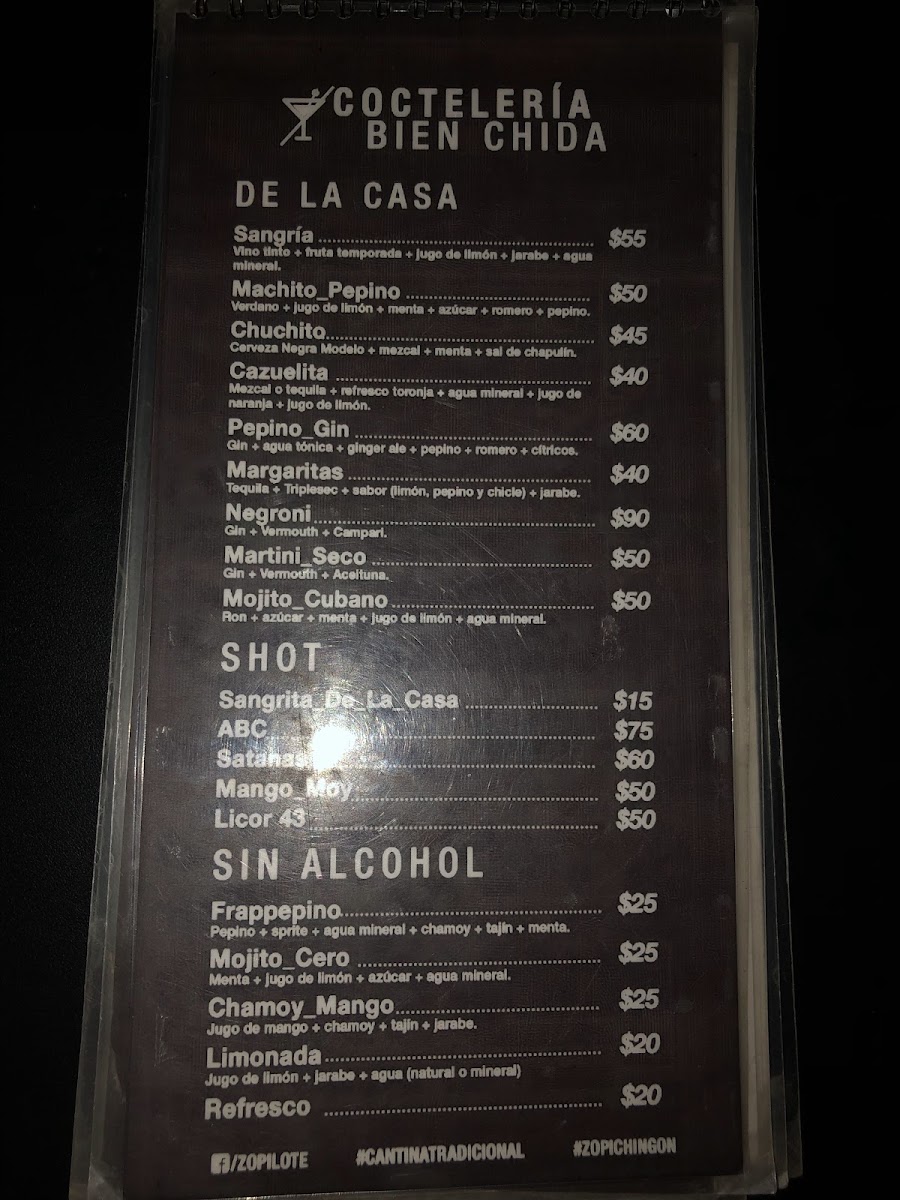 COCTELERÍA
BIEN CHIDA
DE LA CASA
Sangría ........ $55
Vino tinto + fruta temporada + jugo de limón + jarabe + agua
mineral.
Machito_Pepino ........ $50
Verdano + jugo de limón + menta + azúcar + romero + pepino.
Chuchito ........ $45
Cerveza Negra Modelo + mezcal + menta + sal de chapulín.
Cazuelita ........ $40
Mezcal o tequila + refresco toronja + agua mineral + jugo de
naranja + jugo de limón.
Pepino_Gin ........ $60
Gin + agua tónica + ginger ale + pepino + romero + cítricos.
Margaritas ........ $40
Tequila + Triplesec + sabor (limón, pepino y chicle) + jarabe.
Negroni ........ $90
Gin + Vermouth + Campari.
Martini_Seco ........ $50
Gin + Vermouth + Aceituna.
Mojito_Cubano ........ $50
Ron + azúcar + menta + jugo de limón + agua mineral.
SHOT
Sangrita_De_La_Casa ........ $15
ABC ........ $75
Satanas ........ $60
Mango_Moy ........ $50
Licor 43 ........ $50
SIN ALCOHOL
Frappepino ........ $25
Pepino + sprite + agua mineral + chamoy + tajín + menta.
Mojito_Cero ........ $25
Menta + jugo de limón + azúcar + agua mineral.
Chamoy_Mango ........ $25
Jugo de mango + chamoy + tajín + jarabe.
Limonada ........ $20
Jugo de limón + jarabe + agua (natural o mineral)
Refresco ........ $20
/ZOPILOTE #CANTINATRADICIONAL #ZOPICHINGON